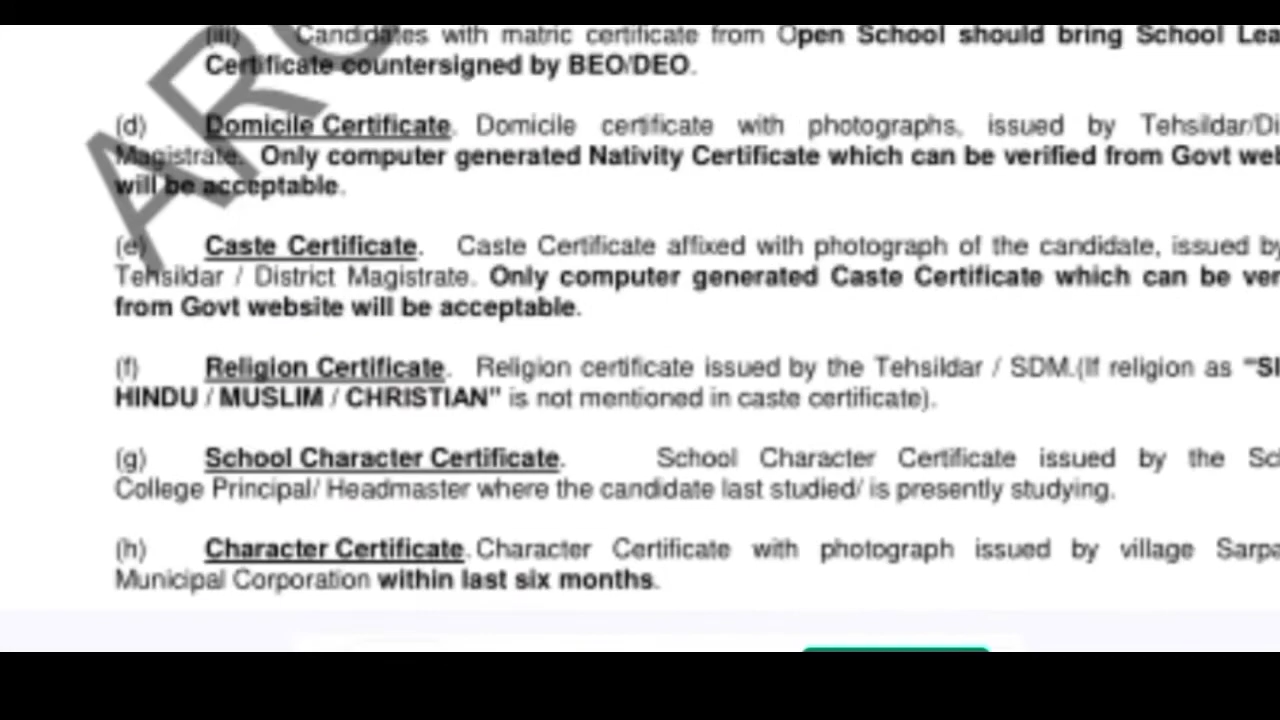 (iii) Candidates with matric certificate from Open School should bring School Lea
Certificate countersigned by BEO/DEO.
(d) Domicile Certificate. Domicile certificate with photographs, issued by Tehsildar/Di
Magistrate. Only computer generated Nativity Certificate which can be verified from Govt web
will be acceptable.
(e) Caste Certificate. Caste Certificate affixed with photograph of the candidate, issued by
Tehsildar / District Magistrate. Only computer generated Caste Certificate which can be ver
from Govt website will be acceptable.
(f) Religion Certificate. Religion certificate issued by the Tehsildar / SDM.(If religion as "SI
HINDU / MUSLIM / CHRISTIAN" is not mentioned in caste certificate).
(g) School Character Certificate. School Character Certificate issued by the Sch
College Principal/ Headmaster where the candidate last studied/ is presently studying.
(h) Character Certificate. Character Certificate with photograph issued by village Sarpa
Municipal Corporation within last six months.